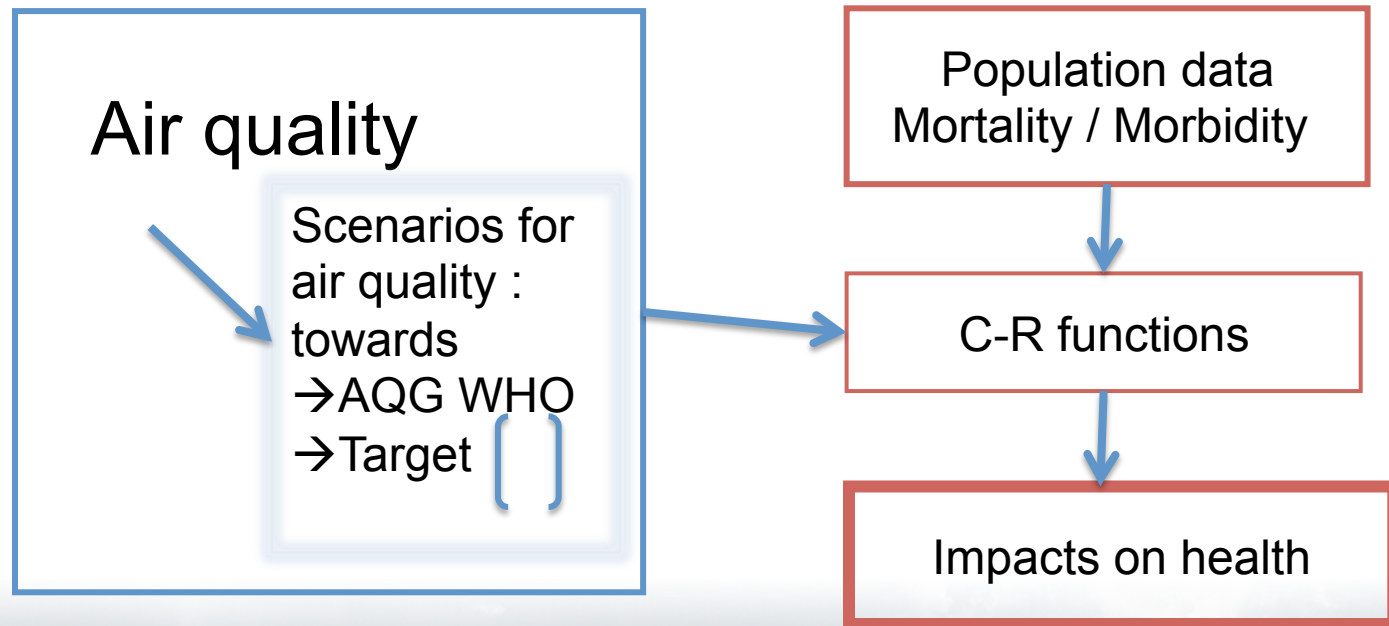 Air quality
Scenarios for
air quality :
towards
→AQG WHO
→Target
Population data
Mortality / Morbidity
C-R functions
Impacts on health